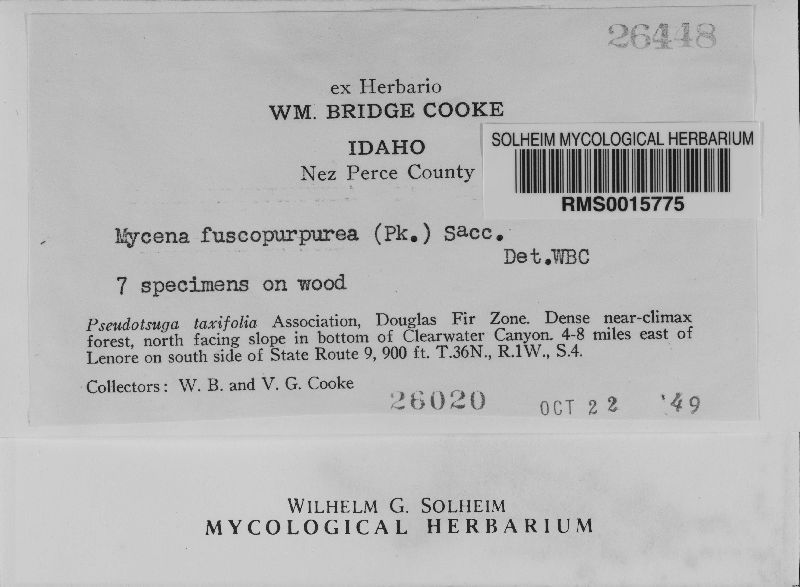 26448
ex Herbario
WM. BRIDGE COOKE
IDAHO
Nez Perce County
SOLHEIM MYCOLOGICAL HERBARIUM
RMS0015775
Mycena fuscopurpurea (Pk.) Sacc.
Det.WBC
7 specimens on wood
Pseudotsuga taxifolia Association, Douglas Fir Zone. Dense near-climax
forest, north facing slope in bottom of Clearwater Canyon. 4-8 miles east of
Lenore on south side of State Route 9, 900 ft. T.36N., R.1W., S.4.
Collectors: W. B. and V. G. Cooke
26020 OCT 22 '49
WILHELM G. SOLHEIM
MYCOLOGICAL HERBARIUM